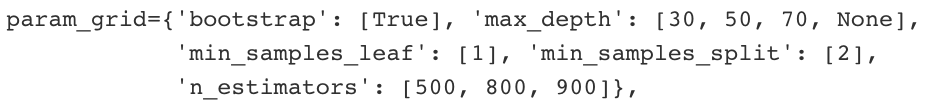 param_grid={'bootstrap': [True], 'max_depth': [30, 50, 70, None],
'min_samples_leaf': [1], 'min_samples_split': [2],
'n_estimators': [500, 800, 900]},